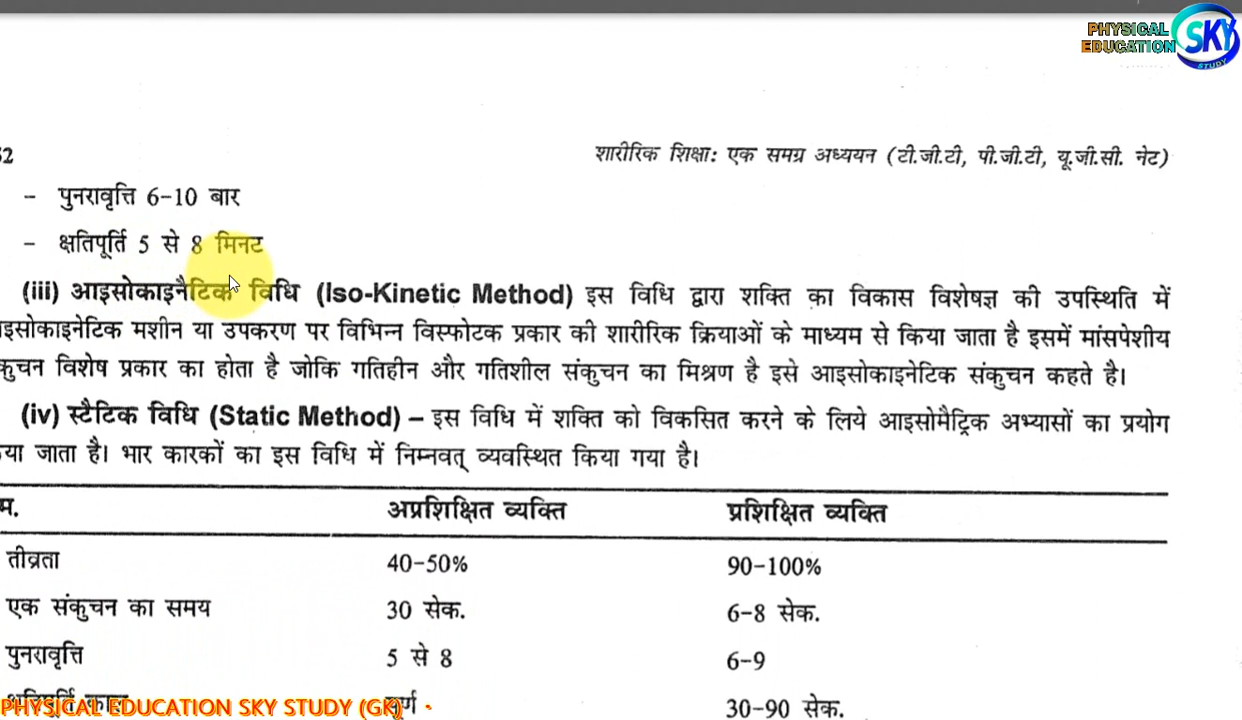 PHYSICAL EDUCATION SKY STUDY
52
शारीरिक शिक्षा: एक समग्र अध्ययन (टी.जी.टी, पी.जी.टी, यू.जी.सी. नेट)
– पुनरावृत्ति 6-10 बार
– क्षतिपूर्ति 5 से 8 मिनट
(iii) आइसोकाइनैटिक विधि (Iso-Kinetic Method) इस विधि द्वारा शक्ति का विकास विशेषज्ञ की उपस्थिति में
इसोकाइनेटिक मशीन या उपकरण पर विभिन्न विस्फोटक प्रकार की शारीरिक क्रियाओं के माध्यम से किया जाता है इसमें मांसपेशीय
कुचन विशेष प्रकार का होता है जोकि गतिहीन और गतिशील संकुचन का मिश्रण है इसे आइसोकाइनेटिक संकुचन कहते है।
(iv) स्टैटिक विधि (Static Method) – इस विधि में शक्ति को विकसित करने के लिये आइसोमैट्रिक अभ्यासों का प्रयोग
या जाता है। भार कारकों का इस विधि में निम्नवत् व्यवस्थित किया गया है।
म. अप्रशिक्षित व्यक्ति प्रशिक्षित व्यक्ति
तीव्रता 40-50% 90-100%
एक संकुचन का समय 30 सेक. 6-8 सेक.
पुनरावृत्ति 5 से 8 6-9
30-90 सेक.
PHYSICAL EDUCATION SKY STUDY (GK)